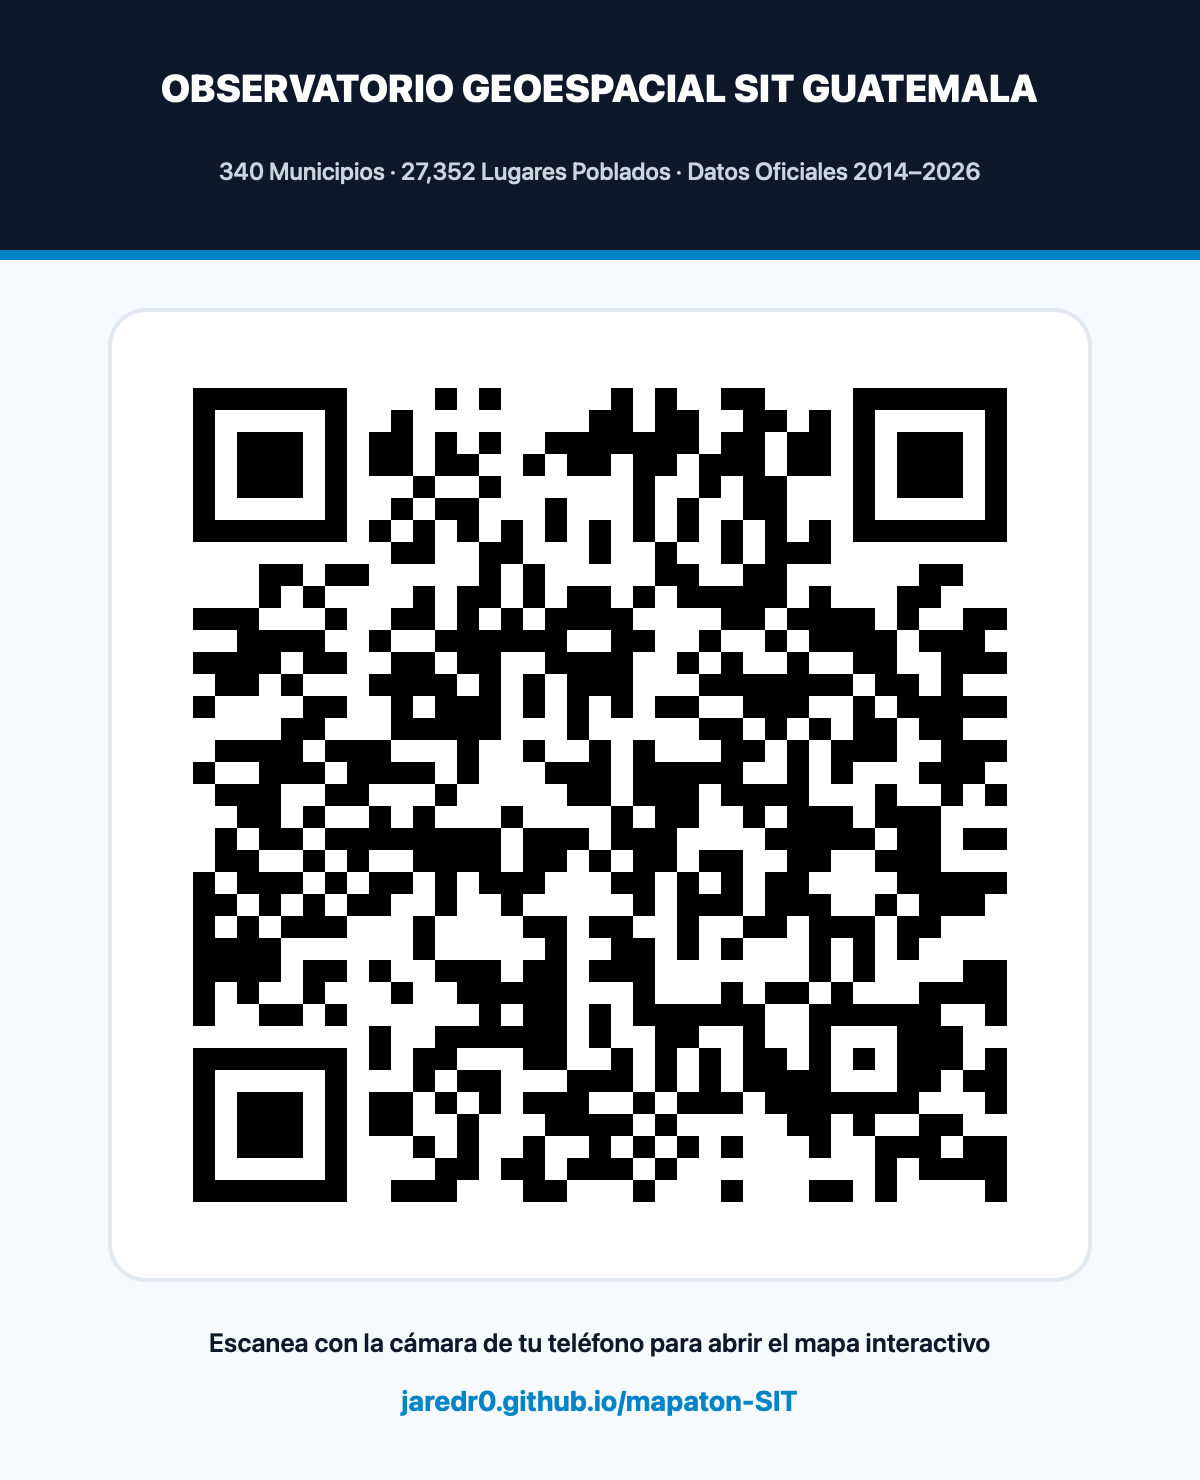 OBSERVATORIO GEOESPACIAL SIT GUATEMALA
340 Municipios · 27,352 Lugares Poblados · Datos Oficiales 2014–2026
Escanea con la cámara de tu teléfono para abrir el mapa interactivo
jaredr0.github.io/mapaton-SIT